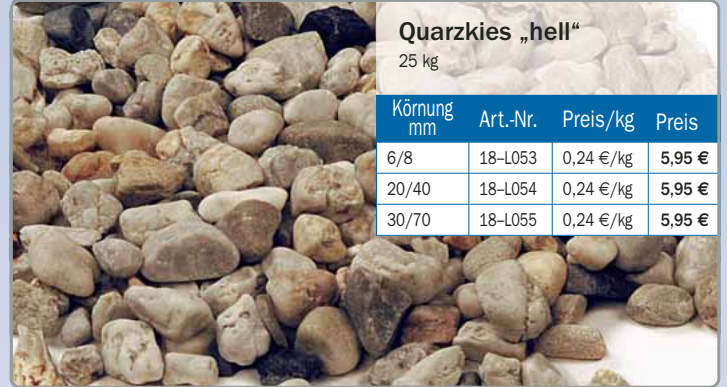 Quarzkies „hell“
25 kg
Körnung mm Art.-Nr. Preis/kg Preis
6/8 18–L053 0,24 €/kg 5,95 €
20/40 18–L054 0,24 €/kg 5,95 €
30/70 18–L055 0,24 €/kg 5,95 €